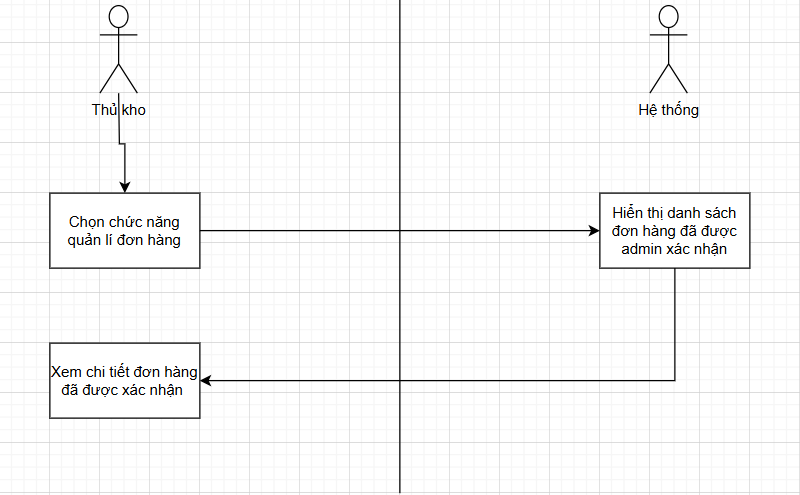 Thủ kho
Hệ thống
Chọn chức năng
quản lí đơn hàng
Hiển thị danh sách
đơn hàng đã được
admin xác nhận
Xem chi tiết đơn hàng
đã được xác nhận